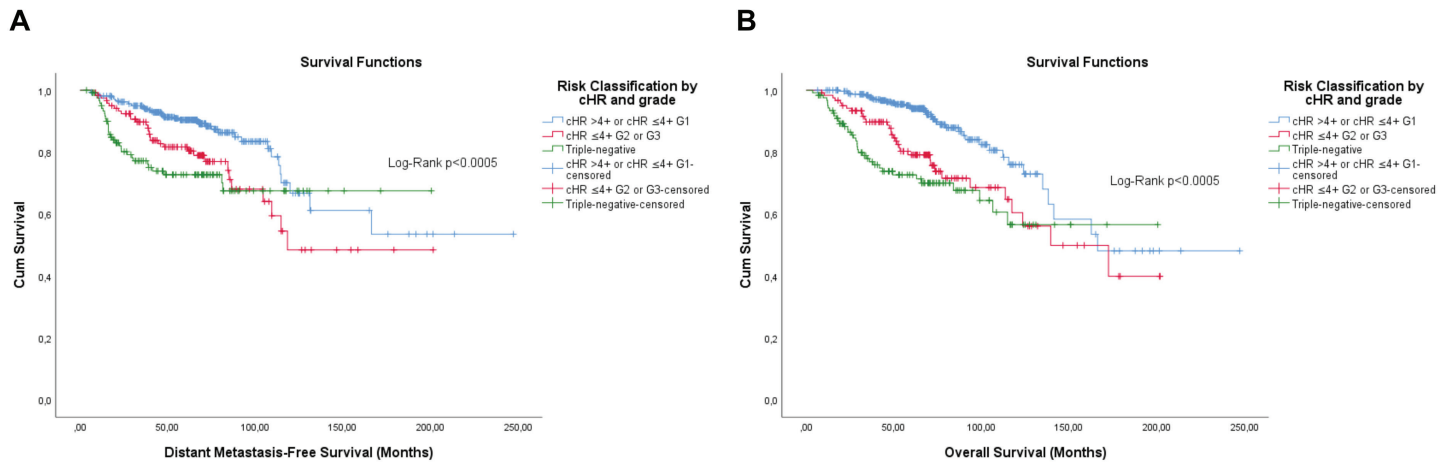 A
Survival Functions
1,0
0,8
0,6
0,4
0,2
0,0
Cum Survival
,00
50,00
100,00
150,00
200,00
250,00
Distant Metastasis-Free Survival (Months)
Log-Rank p<0.0005
Risk Classification by
cHR and grade
cHR >4+ or cHR ≤4+ G1
cHR ≤4+ G2 or G3
Triple-negative
cHR >4+ or cHR ≤4+ G1-
censored
cHR ≤4+ G2 or G3-censored
Triple-negative-censored
B
Survival Functions
1,0
0,8
0,6
0,4
0,2
0,0
Cum Survival
,00
50,00
100,00
150,00
200,00
250,00
Overall Survival (Months)
Log-Rank p<0.0005
Risk Classification by
cHR and grade
cHR >4+ or cHR ≤4+ G1
cHR ≤4+ G2 or G3
Triple-negative
cHR >4+ or cHR ≤4+ G1-
censored
cHR ≤4+ G2 or G3-censored
Triple-negative-censored